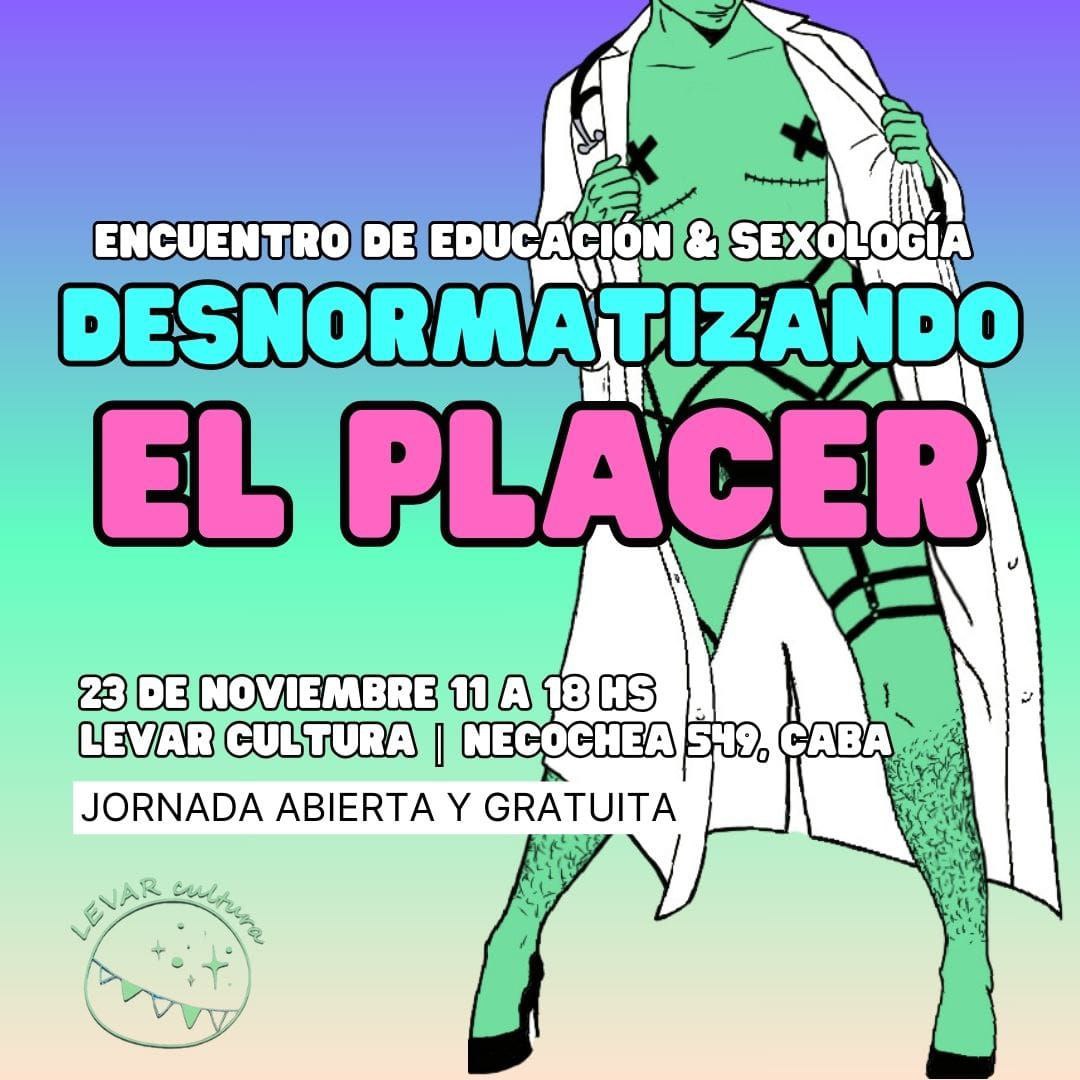 ENCUENTRO DE EDUCACIÓN & SEXOLOGÍA
DESNORMATIZANDO
EL PLACER
23 DE NOVIEMBRE 11 A 18 HS
LEVAR CULTURA | NECOCHEA 549, CABA
JORNADA ABIERTA Y GRATUITA
LEVAR cultura